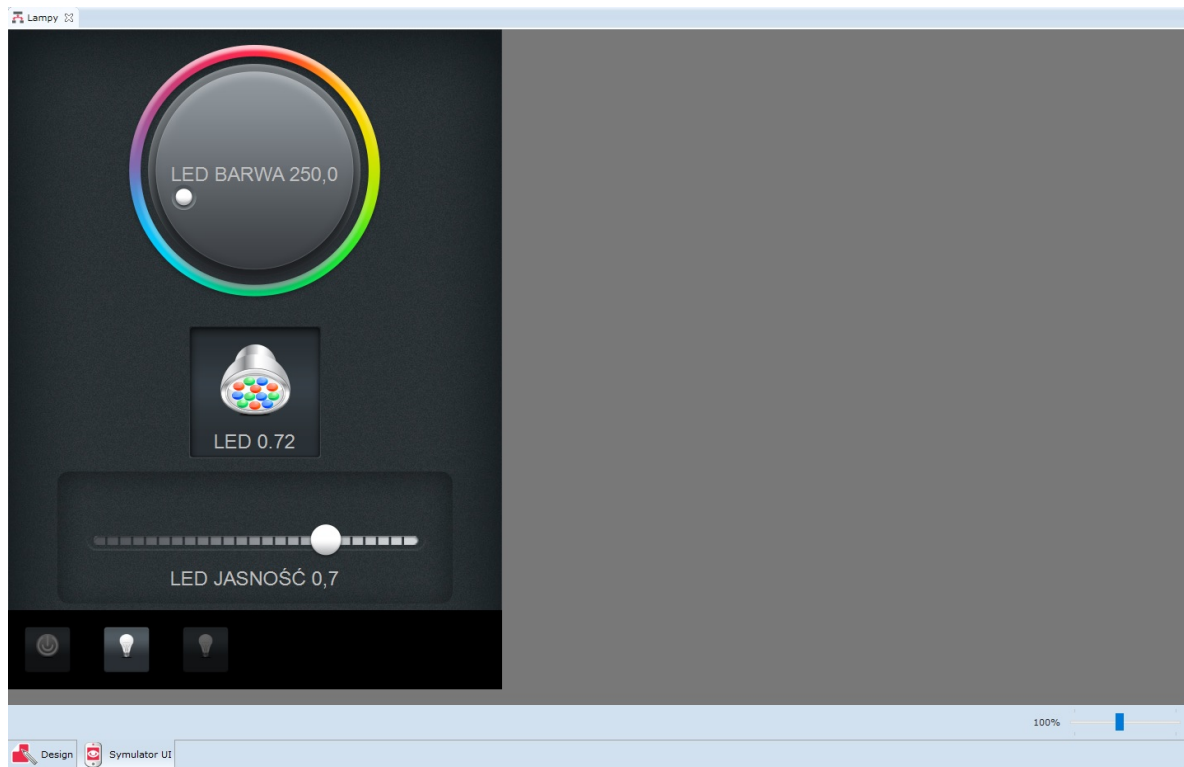 Lampy
LED BARWA 250,0
LED 0.72
LED JASNOŚĆ 0,7
100%
Design
Symulator UI